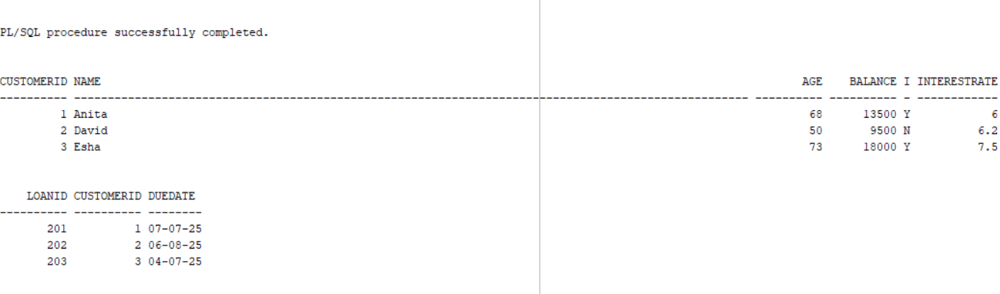 PL/SQL procedure successfully completed.
CUSTOMERID NAME AGE BALANCE I INTERESTRATE
---------- ---------------------------------------------------------------------------------------------------- ---------- ---------- - ------------
1 Anita 68 13500 Y 6
2 David 50 9500 N 6.2
3 Esha 73 18000 Y 7.5
LOANID CUSTOMERID DUEDATE
---------- ---------- --------
201 1 07-07-25
202 2 06-08-25
203 3 04-07-25